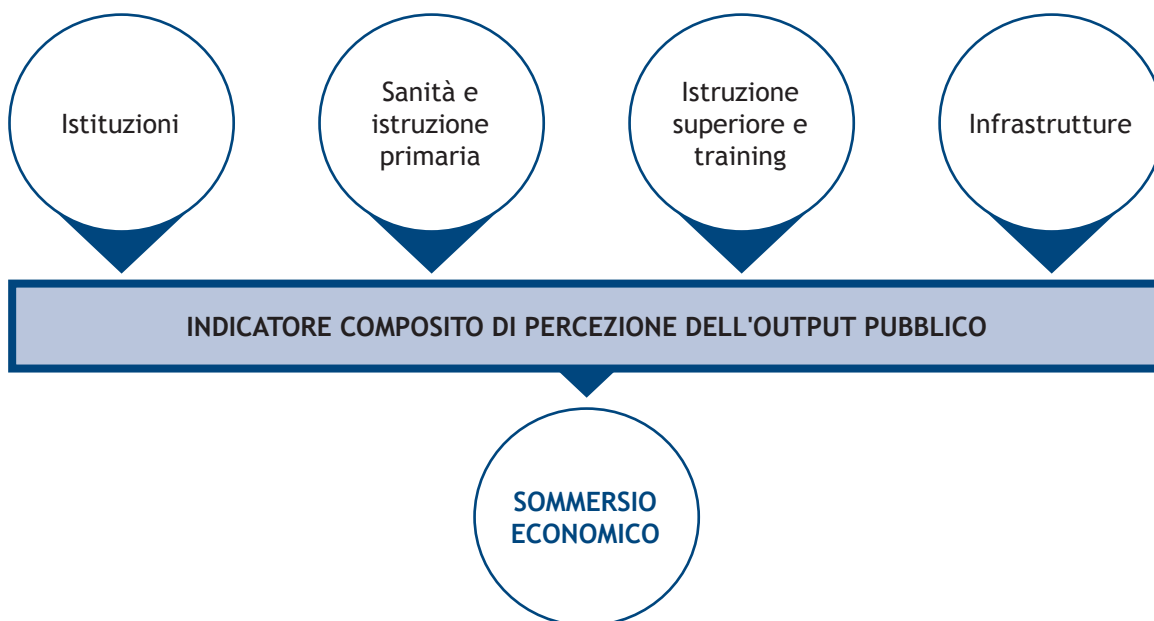 Istituzioni
Sanità e
istruzione
primaria
Istruzione
superiore e
training
Infrastrutture
INDICATORE COMPOSITO DI PERCEZIONE DELL'OUTPUT PUBBLICO
SOMMERSIO
ECONOMICO